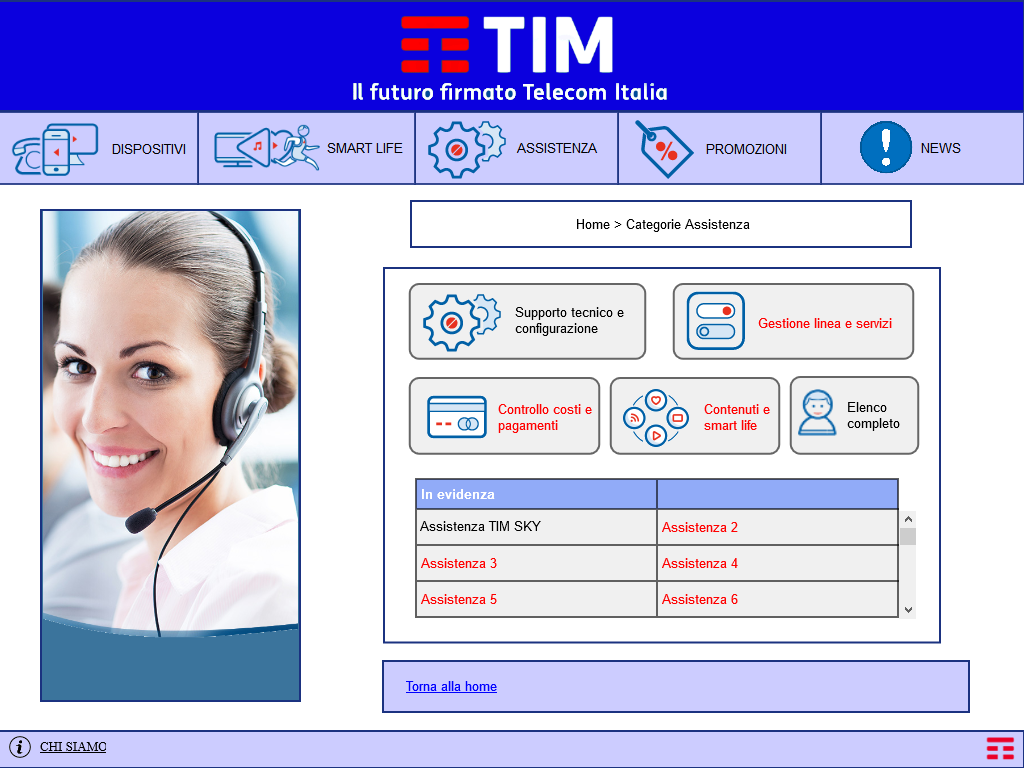 TIM
Il futuro firmato Telecom Italia
DISPOSITIVI
SMART LIFE
ASSISTENZA
%
PROMOZIONI
!
NEWS
Home > Categorie Assistenza
Supporto tecnico e
configurazione
Gestione linea e servizi
Controllo costi e
pagamenti
Contenuti e
smart life
Elenco
completo
In evidenza
Assistenza TIM SKY
Assistenza 2
Assistenza 3
Assistenza 4
Assistenza 5
Assistenza 6
Torna alla home
i
CHI SIAMO